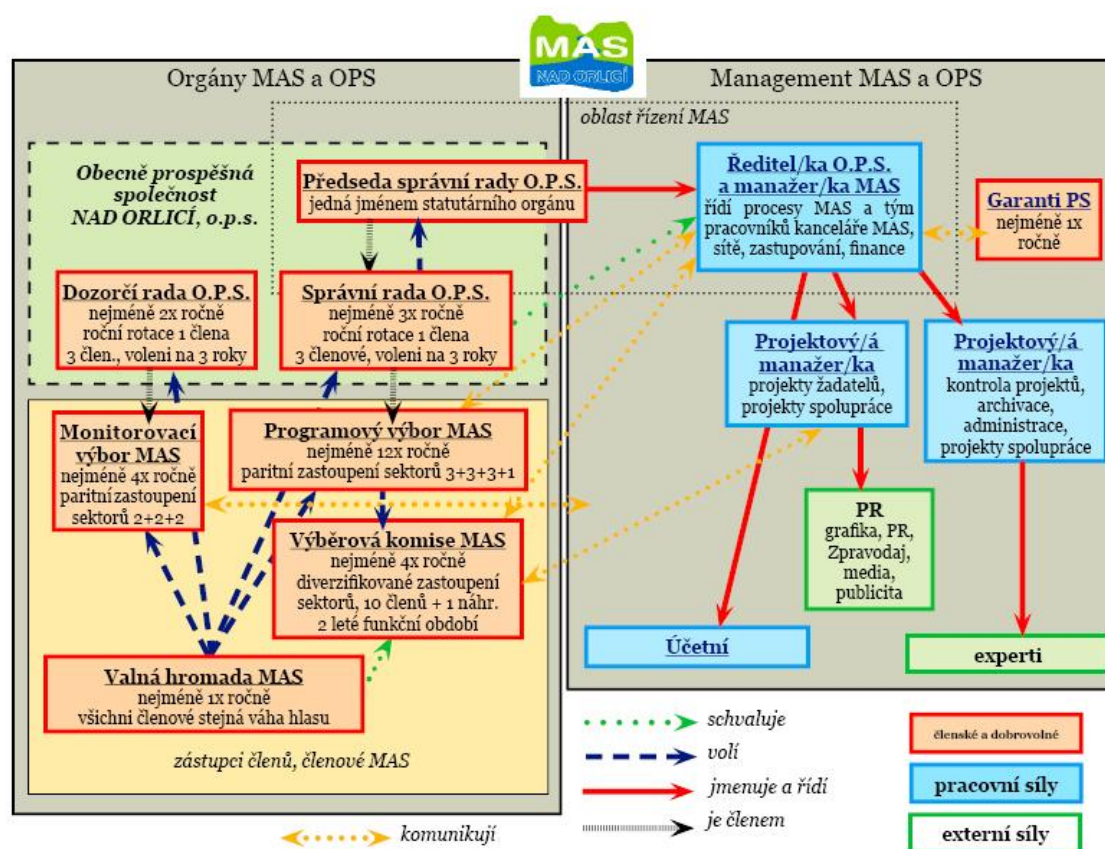 MAS
NAD ORLICÍ
Orgány MAS a OPS
Obecně prospěšná
společnost
NAD ORLICÍ, o.p.s.
Předseda správní rady O.P.S.
jedná jménem statutárního orgánu
Dozorčí rada O.P.S.
nejméně 2x ročně
roční rotace 1 člena
3 člen., voleni na 3 roky
Správní rada O.P.S.
nejméně 3x ročně
roční rotace 1 člena
3 členové, voleni na 3 roky
Monitorovací
výbor MAS
nejméně 4x ročně
paritní zastoupení
sektorů 2+2+2
Programový výbor MAS
nejméně 12x ročně
paritní zastoupení sektorů 3+3+3+1
Výběrová komise MAS
nejméně 4x ročně
diverzifikované zastoupení
sektorů, 10 členů + 1 náhr.
2 leté funkční období
Valná hromada MAS
nejméně 1x ročně
všichni členové stejná váha hlasu
zástupci členů, členové MAS
Management MAS a OPS
oblast řízení MAS
Ředitel/ka O.P.S.
a manažer/ka MAS
řídí procesy MAS a tým
pracovníků kanceláře MAS,
sítě, zastupování, finance
Garanti PS
nejméně 1x
ročně
Projektový/á
manažer/ka
projekty žadatelů,
projekty spolupráce
Projektový/á
manažer/ka
kontrola projektů,
archivace,
administrace,
projekty spolupráce
PR
grafika, PR,
Zpravodaj,
media,
publicita
Účetní
experti
schvaluje
volí
jmenuje a řídí
je členem
komunikují
členské a dobrovolné
pracovní síly
externí síly